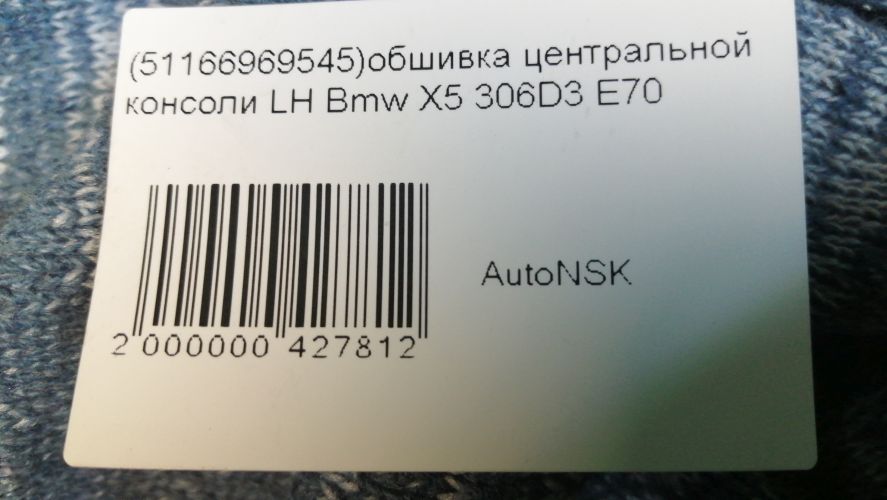 (51166969545)обшивка центральной
консоли LH Bmw X5 306D3 E70
AutoNSK
2 000000 427812